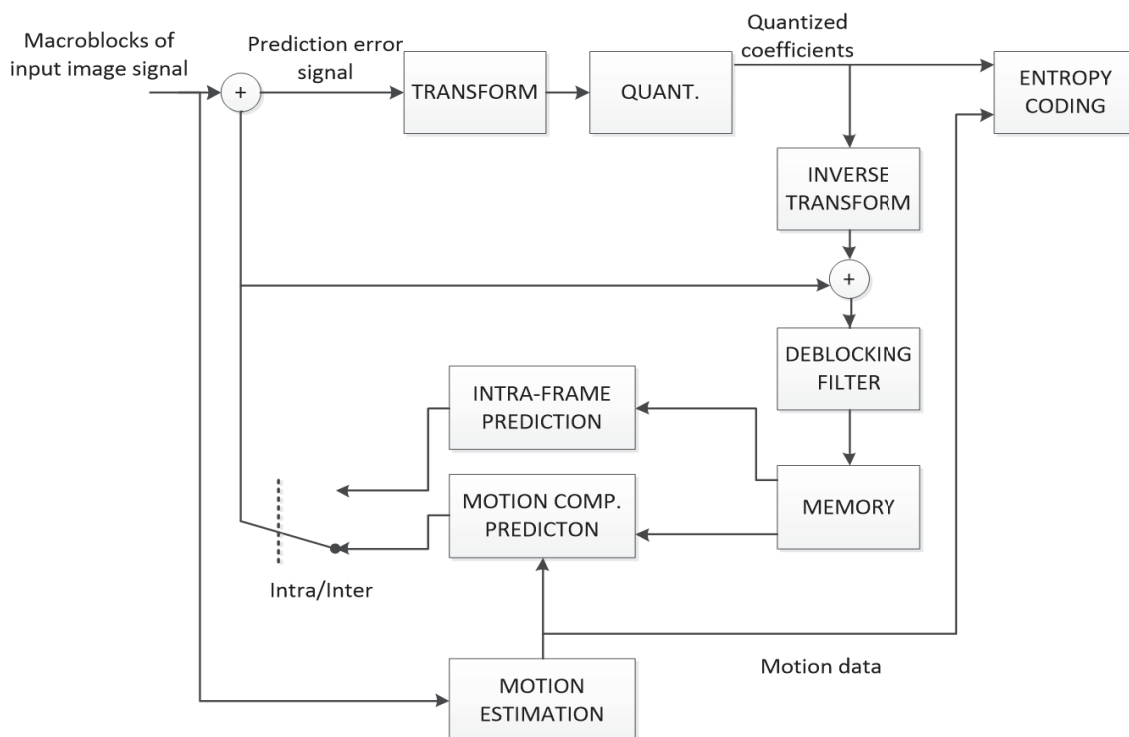 Macroblocks of
input image signal
Prediction error
signal
Quantized
coefficients
+
TRANSFORM
QUANT.
ENTROPY
CODING
INVERSE
TRANSFORM
+
DEBLOCKING
FILTER
INTRA-FRAME
PREDICTION
MOTION COMP.
PREDICTON
MEMORY
Intra/Inter
Motion data
MOTION
ESTIMATION